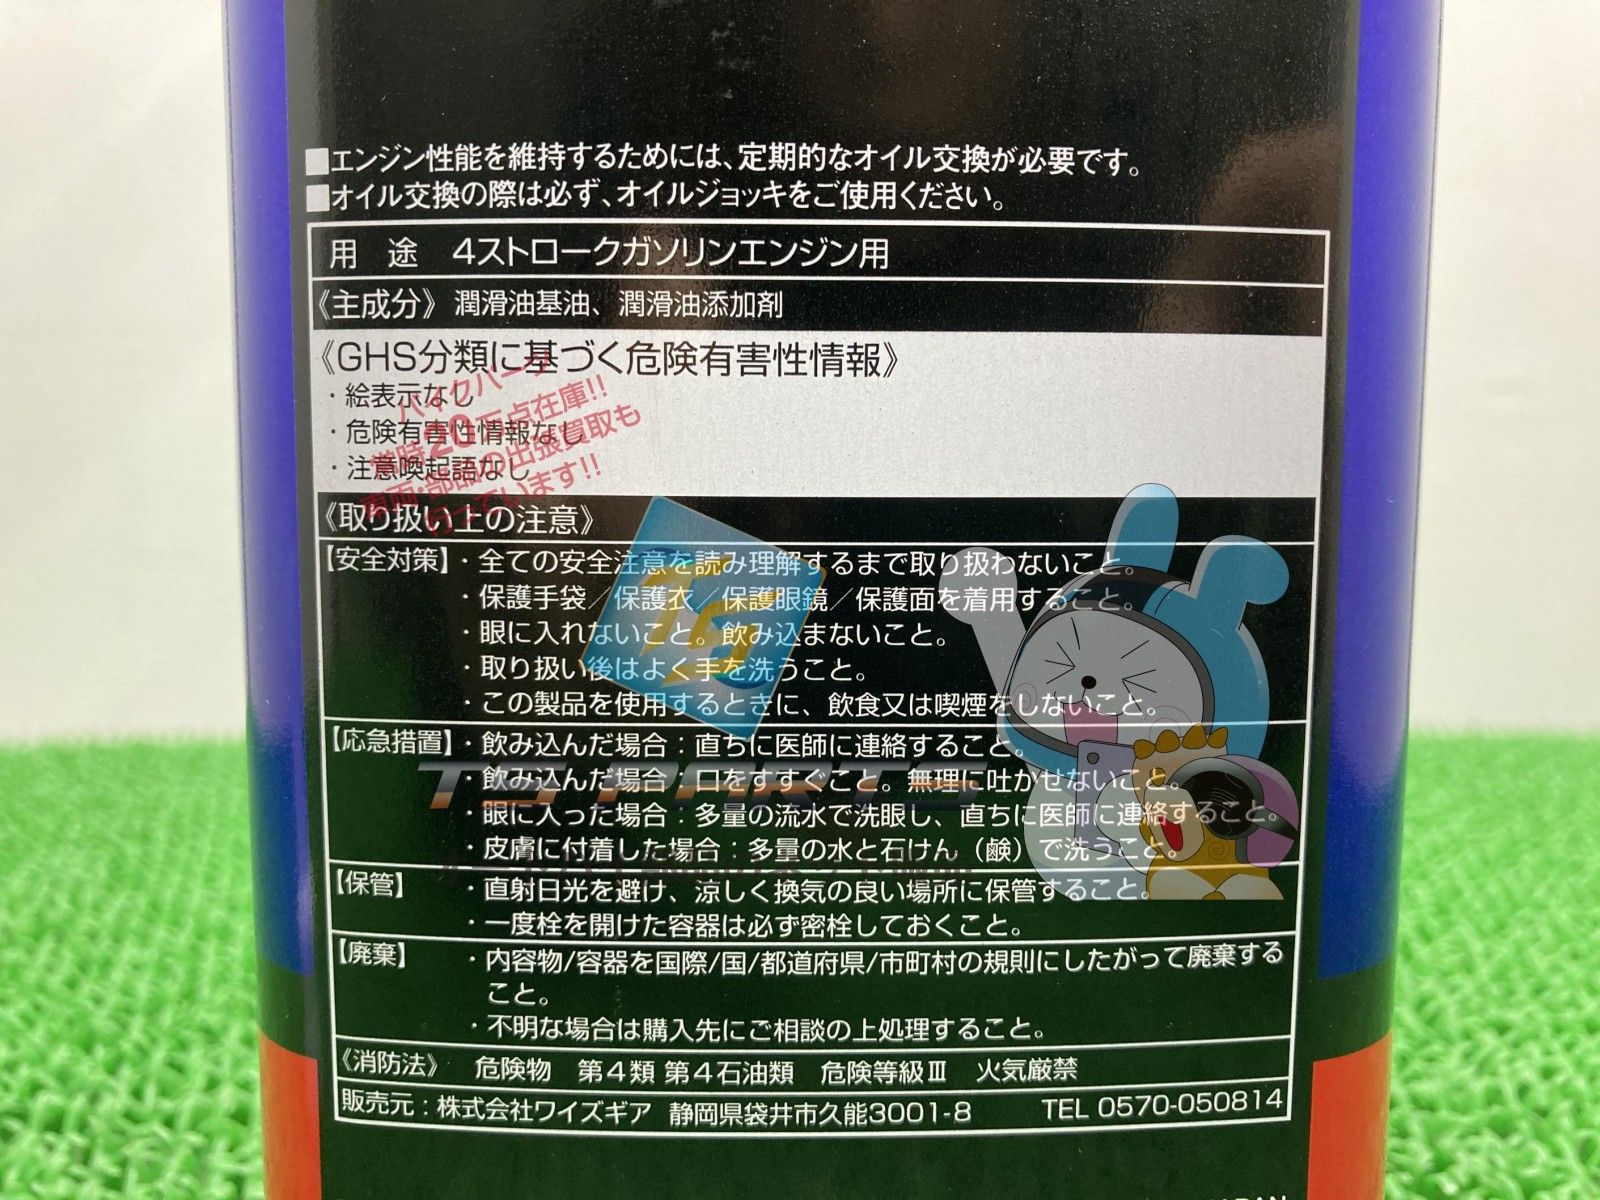 ■エンジン性能を維持するためには、定期的なオイル交換が必要です。
■オイル交換の際は必ず、オイルジョッキをご使用ください。
用　途　4ストロークガソリンエンジン用
《主成分》潤滑油基油、潤滑油添加剤
《GHS分類に基づく危険有害性情報》
・絵表示なし
・危険有害性情報なし
・注意喚起語なし
バイクパーツ
常時20万点在庫!!
車両・部品の出張買取も
行っています!!
《取り扱い上の注意》
【安全対策】・全ての安全注意を読み理解するまで取り扱わないこと。
・保護手袋／保護衣／保護眼鏡／保護面を着用すること。
・眼に入れないこと。飲み込まないこと。
・取り扱い後はよく手を洗うこと。
・この製品を使用するときに、飲食又は喫煙をしないこと。
TS
【応急措置】・飲み込んだ場合：直ちに医師に連絡すること。
・飲み込んだ場合：口をすすぐこと。無理に吐かせないこと。
TS PARTS
・眼に入った場合：多量の流水で洗眼し、直ちに医師に連絡すること。
・皮膚に付着した場合：多量の水と石けん（鹸）で洗うこと。
【保管】・直射日光を避け、涼しく換気の良い場所に保管すること。
・一度栓を開けた容器は必ず密栓しておくこと。
【廃棄】・内容物/容器を国際/国/都道府県/市町村の規則にしたがって廃棄する
こと。
・不明な場合は購入先にご相談の上処理すること。
《消防法》　危険物　第4類 第4石油類　危険等級Ⅲ　火気厳禁
販売元：株式会社ワイズギア　静岡県袋井市久能3001-8　TEL 0570-050814